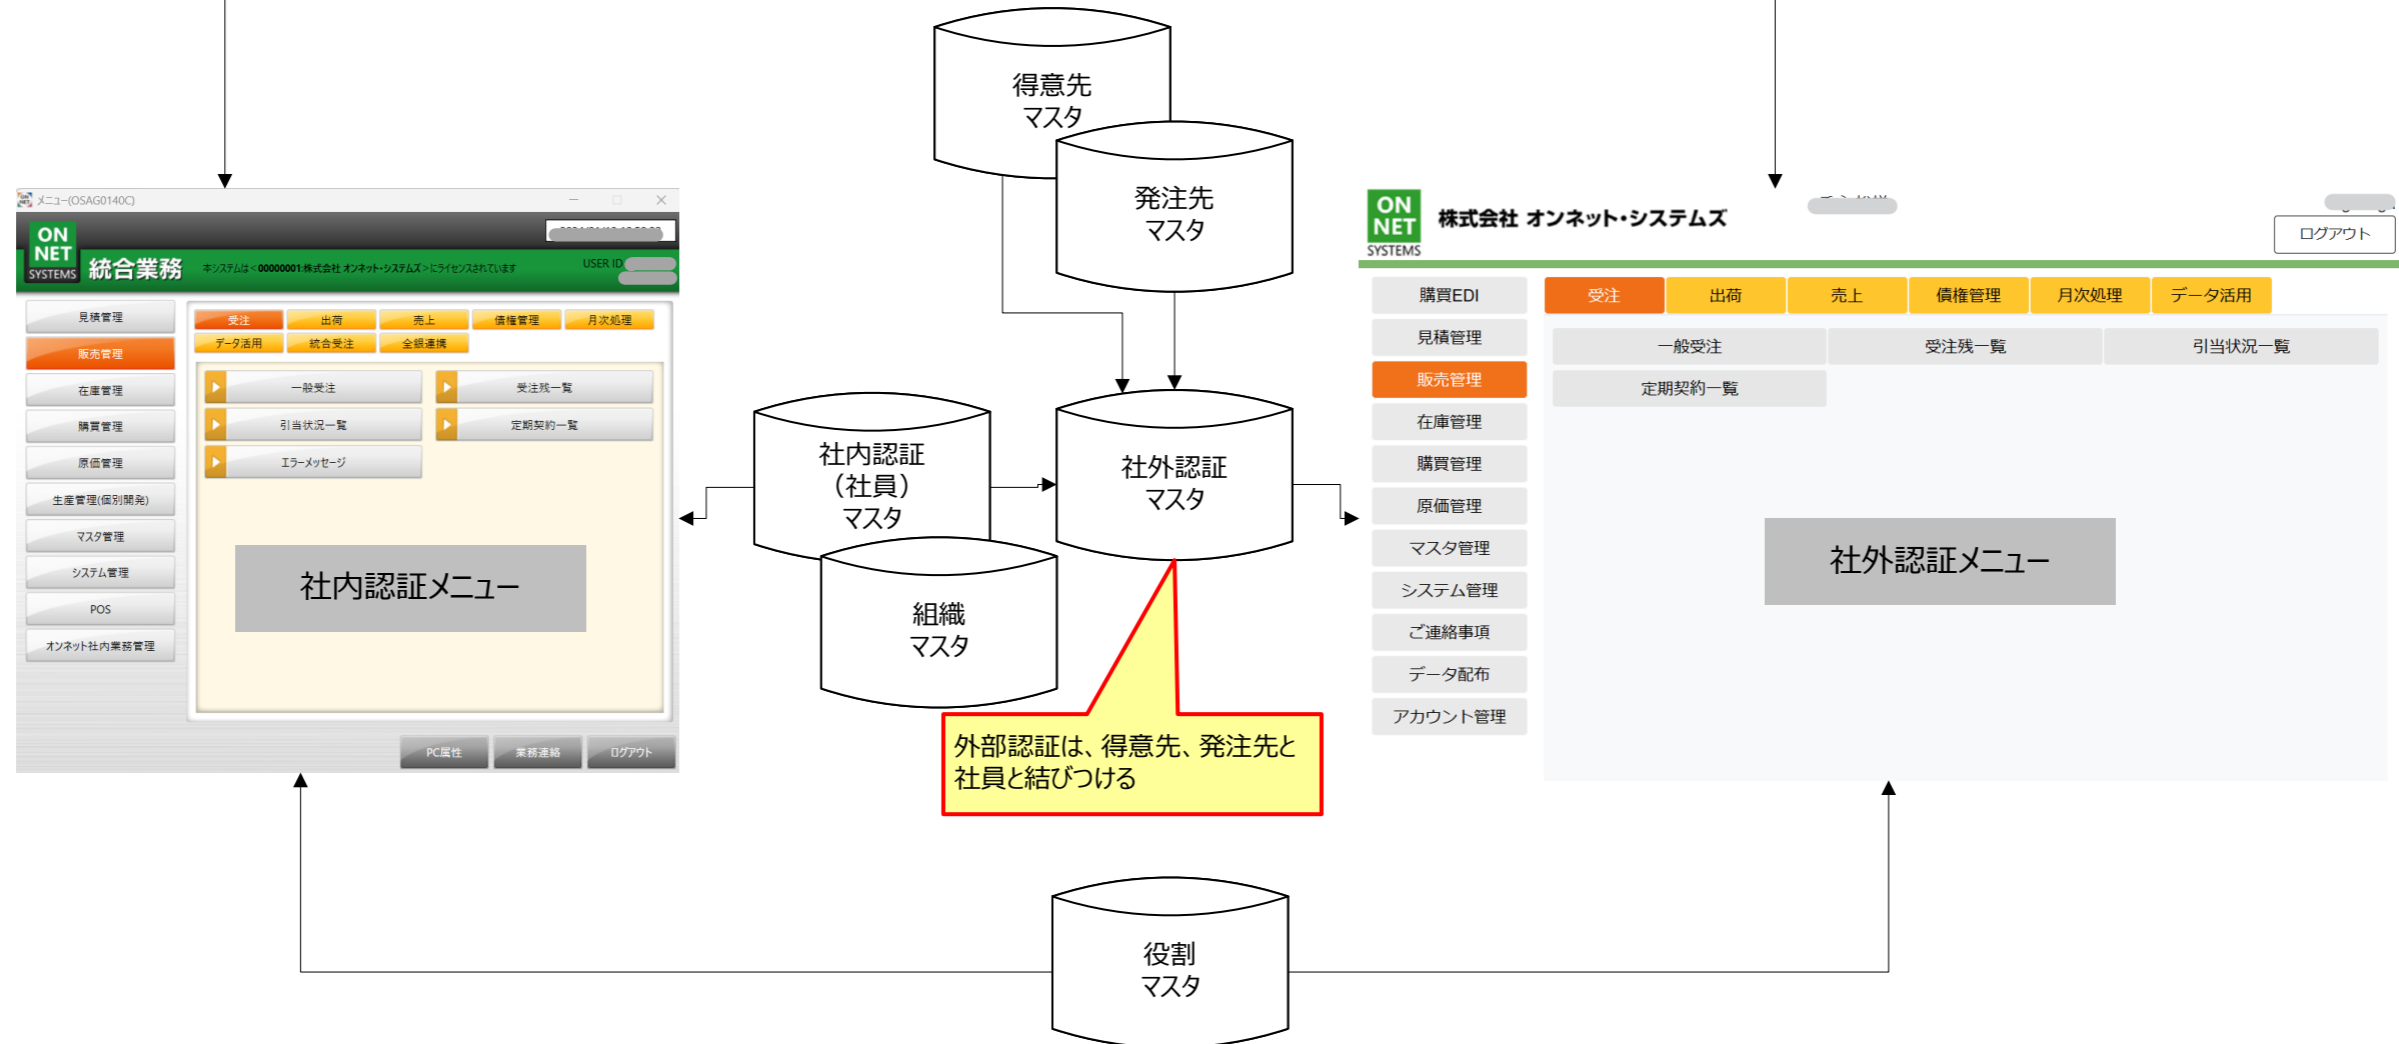 得意先
マスタ
発注先
マスタ
メニュー(OSAG0140C)
ON
NET
SYSTEMS
統合業務
本システムは<00000001:株式会社 オンネット・システムズ>にライセンスされています
USER ID
見積管理
販売管理
在庫管理
購買管理
原価管理
生産管理(個別開発)
マスタ管理
システム管理
POS
オンネット社内業務管理
受注
出荷
売上
債権管理
月次処理
データ活用
統合受注
全銀連携
一般受注
受注残一覧
引当状況一覧
定期契約一覧
エラーメッセージ
社内認証メニュー
PC属性
業務連絡
ログアウト
社内認証
（社員）
マスタ
組織
マスタ
社外認証
マスタ
外部認証は、得意先、発注先と
社員と結びつける
ON
NET
SYSTEMS
株式会社 オンネット・システムズ
ログアウト
購買EDI
見積管理
販売管理
在庫管理
購買管理
原価管理
マスタ管理
システム管理
ご連絡事項
データ配布
アカウント管理
受注
出荷
売上
債権管理
月次処理
データ活用
一般受注
受注残一覧
引当状況一覧
定期契約一覧
社外認証メニュー
役割
マスタ